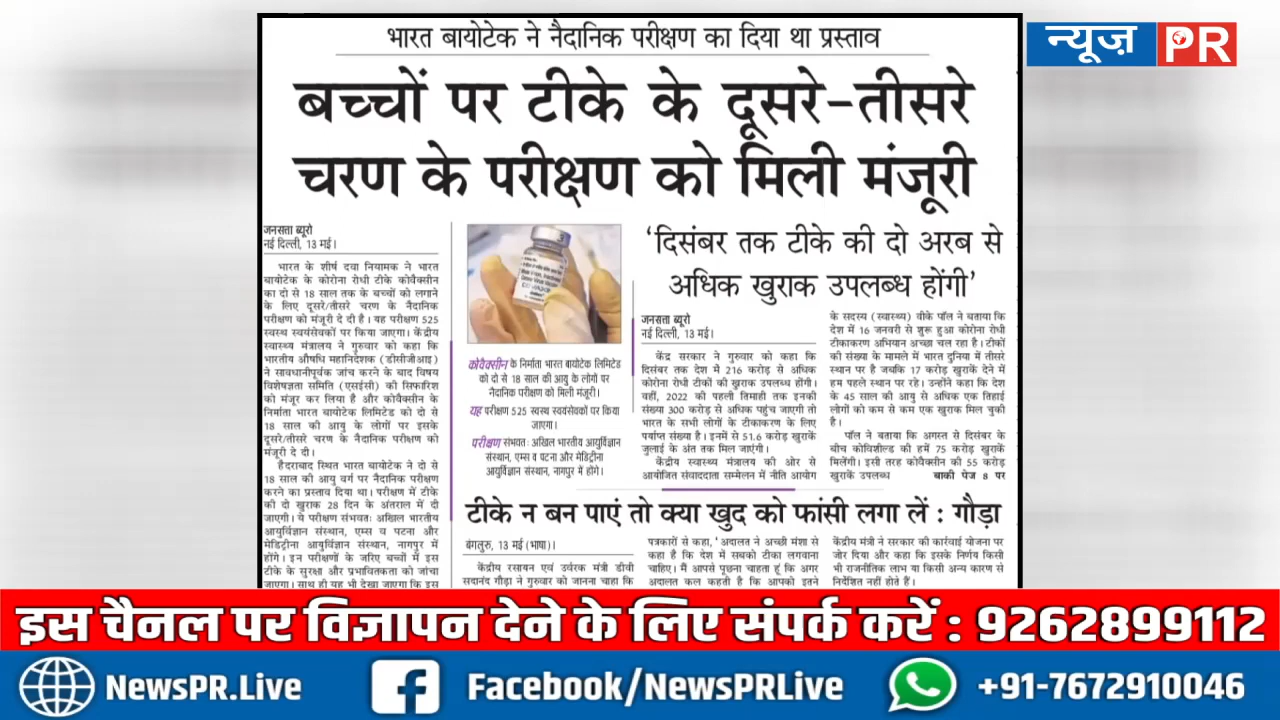 भारत बायोटेक ने नैदानिक परीक्षण का दिया था प्रस्ताव
न्यूज़ PR
बच्चों पर टीके के दूसरे-तीसरे
चरण के परीक्षण को मिली मंजूरी
जनसत्ता ब्यूरो
नई दिल्ली, 13 मई।
भारत के शीर्ष दवा नियामक ने भारत
बायोटेक के कोरोना रोधी टीके कोवैक्सीन
का दो से 18 साल तक के बच्चों को लगाने
के लिए दूसरे/तीसरे चरण के नैदानिक
परीक्षण को मंजूरी दे दी है। यह परीक्षण 525
स्वस्थ स्वयंसेवकों पर किया जाएगा। केंद्रीय
स्वास्थ्य मंत्रालय ने गुरुवार को कहा कि
भारतीय औषधि महानिदेशक (डीसीजीआइ)
ने सावधानीपूर्वक जांच करने के बाद विषय
विशेषज्ञता समिति (एसईसी) की सिफारिश
को मंजूर कर लिया है और कोवैक्सीन के
निर्माता भारत बायोटेक लिमिटेड को दो से
18 साल की आयु के लोगों पर इसके
दूसरे/तीसरे चरण के नैदानिक परीक्षण को
मंजूरी दे दी।
हैदराबाद स्थित भारत बायोटेक ने दो से
18 साल की आयु वर्ग पर नैदानिक परीक्षण
करने का प्रस्ताव दिया था। परीक्षण में टीके
की दो खुराक 28 दिन के अंतराल में दी
जाएगी। ये परीक्षण संभवतः अखिल भारतीय
आयुर्विज्ञान संस्थान, एम्स व पटना और
मेडिट्रीना आयुर्विज्ञान संस्थान, नागपुर में
होंगे। इन परीक्षणों के जरिए बच्चों में इस
टीके के सुरक्षा और प्रभावितकता को जांचा
जाएगा। साथ ही यह भी देखा जाएगा कि इस
कोवैक्सीन के निर्माता भारत बायोटेक लिमिटेड
को दो से 18 साल की आयु के लोगों पर
नैदानिक परीक्षण को मिली मंजूरी।
यह परीक्षण 525 स्वस्थ स्वयंसेवकों पर किया
जाएगा।
परीक्षण संभवतः अखिल भारतीय आयुर्विज्ञान
संस्थान, एम्स व पटना और मेडिट्रीना
आयुर्विज्ञान संस्थान, नागपुर में होंगे।
‘दिसंबर तक टीके की दो अरब से
अधिक खुराक उपलब्ध होंगी’
जनसत्ता ब्यूरो
नई दिल्ली, 13 मई।
केंद्र सरकार ने गुरुवार को कहा कि
दिसंबर तक देश में 216 करोड़ से अधिक
कोरोना रोधी टीकों की खुराक उपलब्ध होंगी।
वहीं, 2022 की पहली तिमाही तक इनकी
संख्या 300 करोड़ से अधिक पहुंच जाएगी तो
भारत के सभी लोगों के टीकाकरण के लिए
पर्याप्त संख्या है। इनमें से 51.6 करोड़ खुराकें
जुलाई के अंत तक मिल जाएंगी।
केंद्रीय स्वास्थ्य मंत्रालय की ओर से
आयोजित संवाददाता सम्मेलन में नीति आयोग
के सदस्य (स्वास्थ्य) वीके पॉल ने बताया कि
देश में 16 जनवरी से शुरू हुआ कोरोना रोधी
टीकाकरण अभियान अच्छा चल रहा है। टीकों
की संख्या के मामले में भारत दुनिया में तीसरे
स्थान पर है जबकि 17 करोड़ खुराकें देने में
हम पहले स्थान पर रहे। उन्होंने कहा कि देश
के 45 साल की आयु से अधिक एक तिहाई
लोगों को कम से कम एक खुराक मिल चुकी
है।
पॉल ने बताया कि अगस्त से दिसंबर के
बीच कोविशील्ड की हमें 75 करोड़ खुराकें
मिलेंगी। इसी तरह कोवैक्सीन की 55 करोड़
खुराकें उपलब्ध बाकी पेज 8 पर
टीके न बन पाएं तो क्या खुद को फांसी लगा लें : गौड़ा
बंगलुरु, 13 मई (भाषा)।
केंद्रीय रसायन एवं उर्वरक मंत्री डीवी
सदानंद गौड़ा ने गुरुवार को जानना चाहा कि
पत्रकारों से कहा, ‘ अदालत ने अच्छी मंशा से
कहा है कि देश में सबको टीका लगवाना
चाहिए। मैं आपसे पूछना चाहता हूं कि अगर
अदालत कल कहती है कि आपको इतने
केंद्रीय मंत्री ने सरकार की कार्रवाई योजना पर
जोर दिया और कहा कि इसके निर्णय किसी
भी राजनीतिक लाभ या किसी अन्य कारण से
निर्देशित नहीं होते हैं।
इस चैनल पर विज्ञापन देने के लिए संपर्क करें : 9262899112
NewsPR.Live Facebook/NewsPRLive +91-7672910046